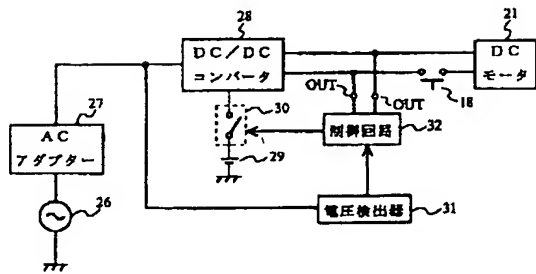 28
DC/DC
コンバータ
21
DC
モータ
OUT
OUT
18
30
27
AC
アダプター
制御回路
32
29
26
電圧検出器
31